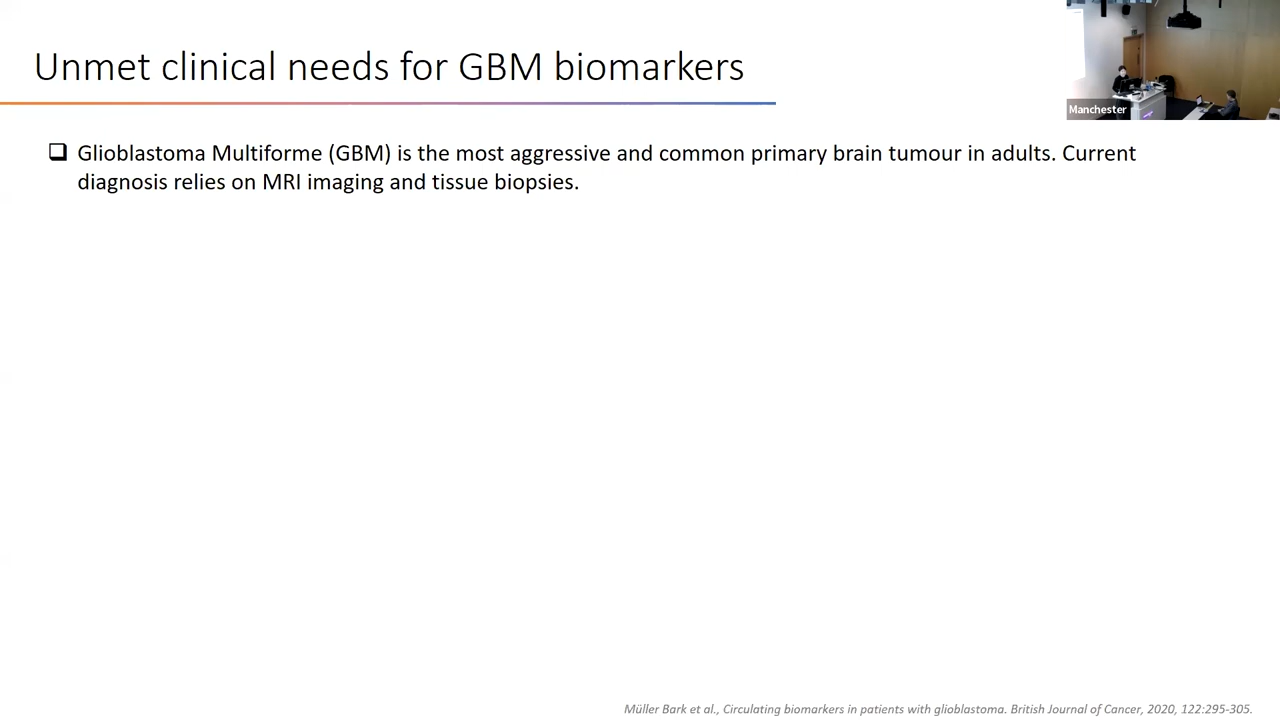 Unmet clinical needs for GBM biomarkers
Manchester
Glioblastoma Multiforme (GBM) is the most aggressive and common primary brain tumour in adults. Current
diagnosis relies on MRI imaging and tissue biopsies.
Müller Bark et al., Circulating biomarkers in patients with glioblastoma. British Journal of Cancer, 2020, 122:295-305.